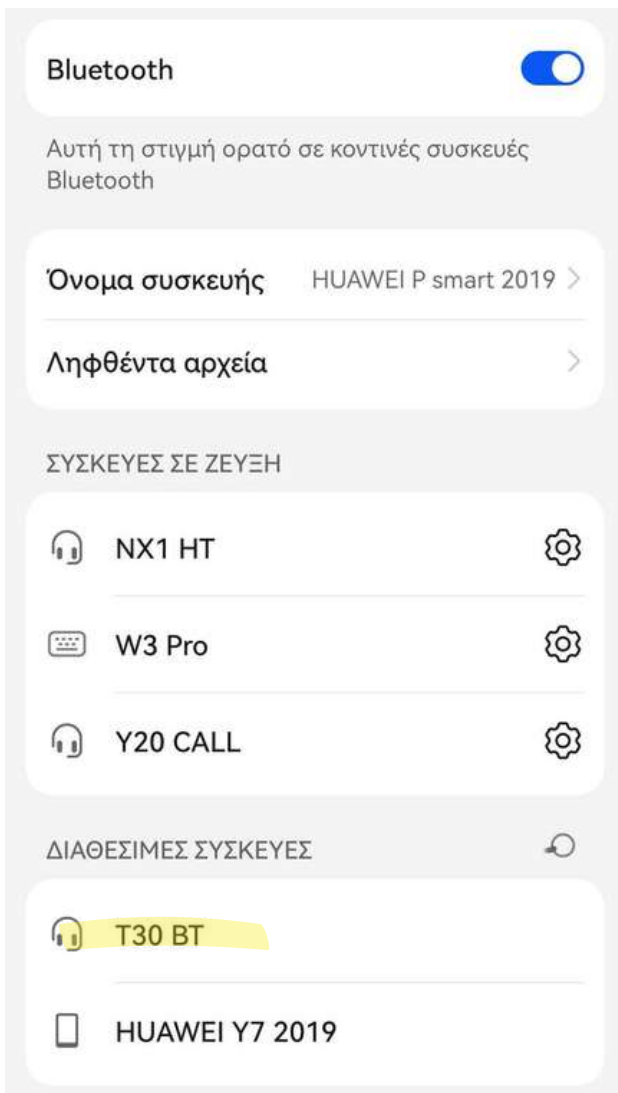 Bluetooth
Αυτή τη στιγμή ορατό σε κοντινές συσκευές
Bluetooth
Όνομα συσκευής HUAWEI P smart 2019
Ληφθέντα αρχεία
ΣΥΣΚΕΥΕΣ ΣΕ ΖΕΥΞΗ
NX1 HT
W3 Pro
Y20 CALL
ΔΙΑΘΕΣΙΜΕΣ ΣΥΣΚΕΥΕΣ
T30 BT
HUAWEI Y7 2019